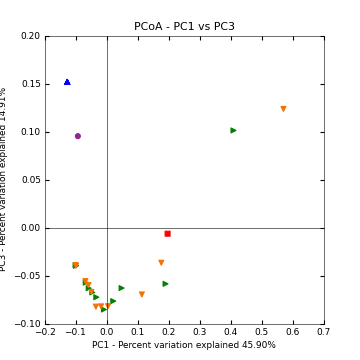 PCoA - PC1 vs PC3
0.20
0.15
0.10
0.05
0.00
−0.05
−0.10
PC3 - Percent variation explained 14.91%
−0.2 −0.1 0.0 0.1 0.2 0.3 0.4 0.5 0.6 0.7
PC1 - Percent variation explained 45.90%